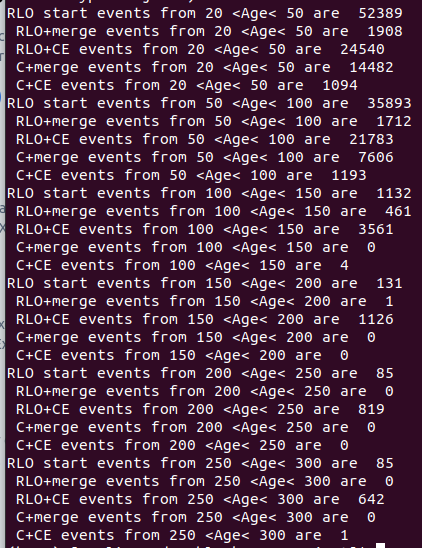 RLO start events from 20 <Age< 50 are  52389
RLO+merge events from 20 <Age< 50 are  1908
RLO+CE events from 20 <Age< 50 are  24540
C+merge events from 20 <Age< 50 are  14482
C+CE events from 20 <Age< 50 are  1094
RLO start events from 50 <Age< 100 are  35893
RLO+merge events from 50 <Age< 100 are  1712
RLO+CE events from 50 <Age< 100 are  21783
C+merge events from 50 <Age< 100 are  7606
C+CE events from 50 <Age< 100 are  1193
RLO start events from 100 <Age< 150 are  1132
RLO+merge events from 100 <Age< 150 are  461
RLO+CE events from 100 <Age< 150 are  3561
C+merge events from 100 <Age< 150 are  0
C+CE events from 100 <Age< 150 are  4
RLO start events from 150 <Age< 200 are  131
RLO+merge events from 150 <Age< 200 are  1
RLO+CE events from 150 <Age< 200 are  1126
C+merge events from 150 <Age< 200 are  0
C+CE events from 150 <Age< 200 are  0
RLO start events from 200 <Age< 250 are  85
RLO+merge events from 200 <Age< 250 are  0
RLO+CE events from 200 <Age< 250 are  819
C+merge events from 200 <Age< 250 are  0
C+CE events from 200 <Age< 250 are  0
RLO start events from 250 <Age< 300 are  85
RLO+merge events from 250 <Age< 300 are  0
RLO+CE events from 250 <Age< 300 are  642
C+merge events from 250 <Age< 300 are  0
C+CE events from 250 <Age< 300 are  1